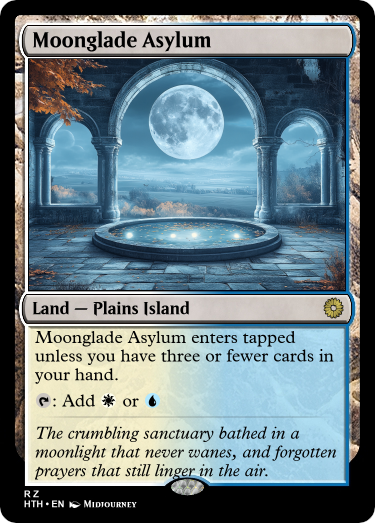 Moonglade Asylum
Land — Plains Island
Moonglade Asylum enters tapped
unless you have three or fewer cards in
your hand.
: Add or
The crumbling sanctuary bathed in a
moonlight that never wanes, and forgotten
prayers that still linger in the air.
RZ
HTH • EN Midjourney